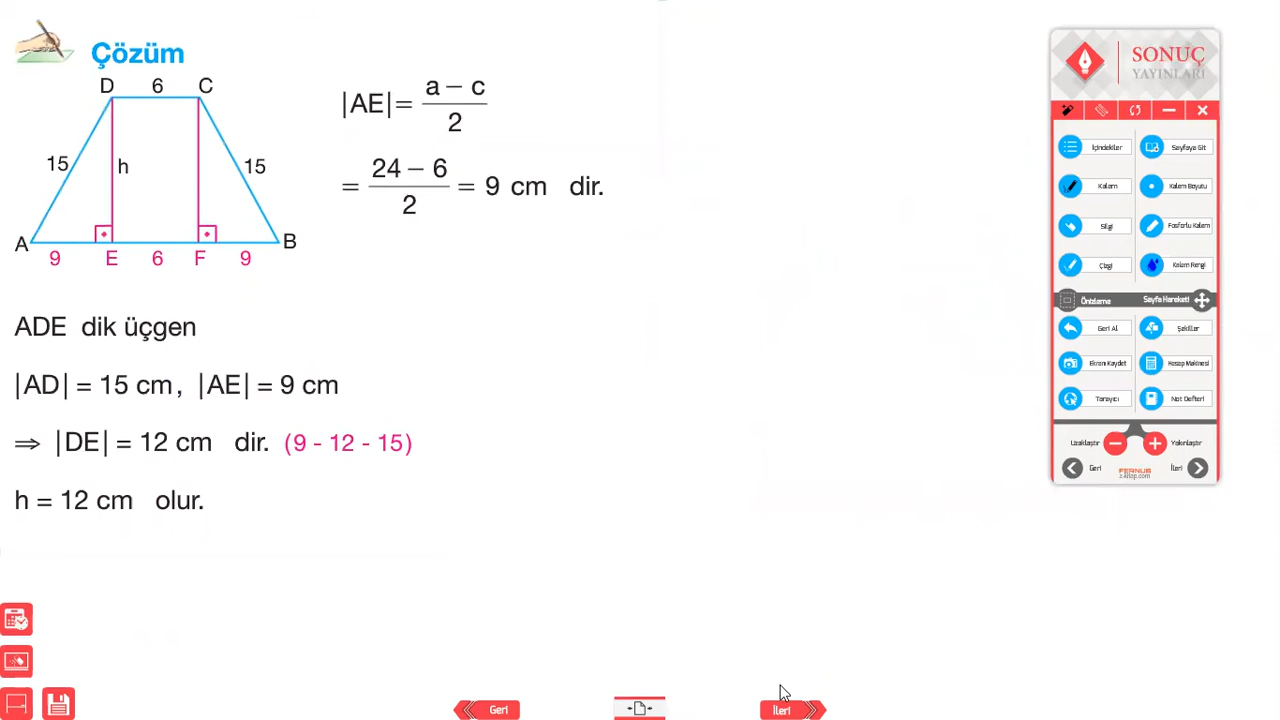 Çözüm
D 6 C
15 h 15
A B
9 E 6 F 9
|AE|= a − c / 2
= 24 − 6 / 2 = 9 cm dir.
ADE dik üçgen
|AD| = 15 cm, |AE| = 9 cm
⇒ |DE| = 12 cm dir. (9 - 12 - 15)
h = 12 cm olur.
SONUÇ
YAYINLARI
İçindekiler Sayfaya Git
Kalem Kalem Boyutu
Silgi Fosforlu Kalem
Çizgi Kalem Rengi
Önizleme Sayfa Hareketi
Geri Al Şekiller
Ekranı Kaydet Hesap Makinesi
Tarayıcı Not Defteri
Uzaklaştır Yakınlaştır
Geri FERNUS İleri
z-kitap.com
Geri İleri